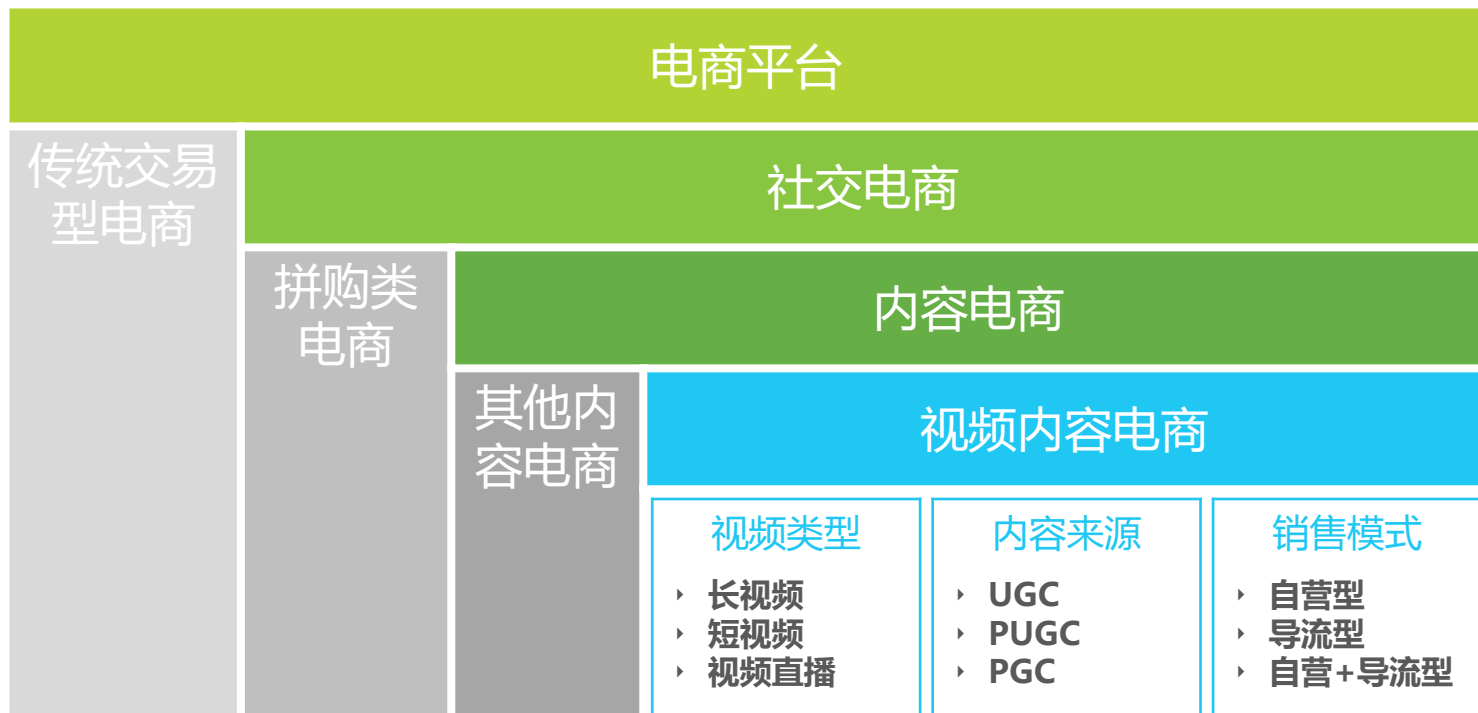 电商平台
传统交易
型电商
社交电商
拼购类
电商
内容电商
其他内
容电商
视频内容电商
视频类型
‣ 长视频
‣ 短视频
‣ 视频直播
内容来源
‣ UGC
‣ PUGC
‣ PGC
销售模式
‣ 自营型
‣ 导流型
‣ 自营+导流型